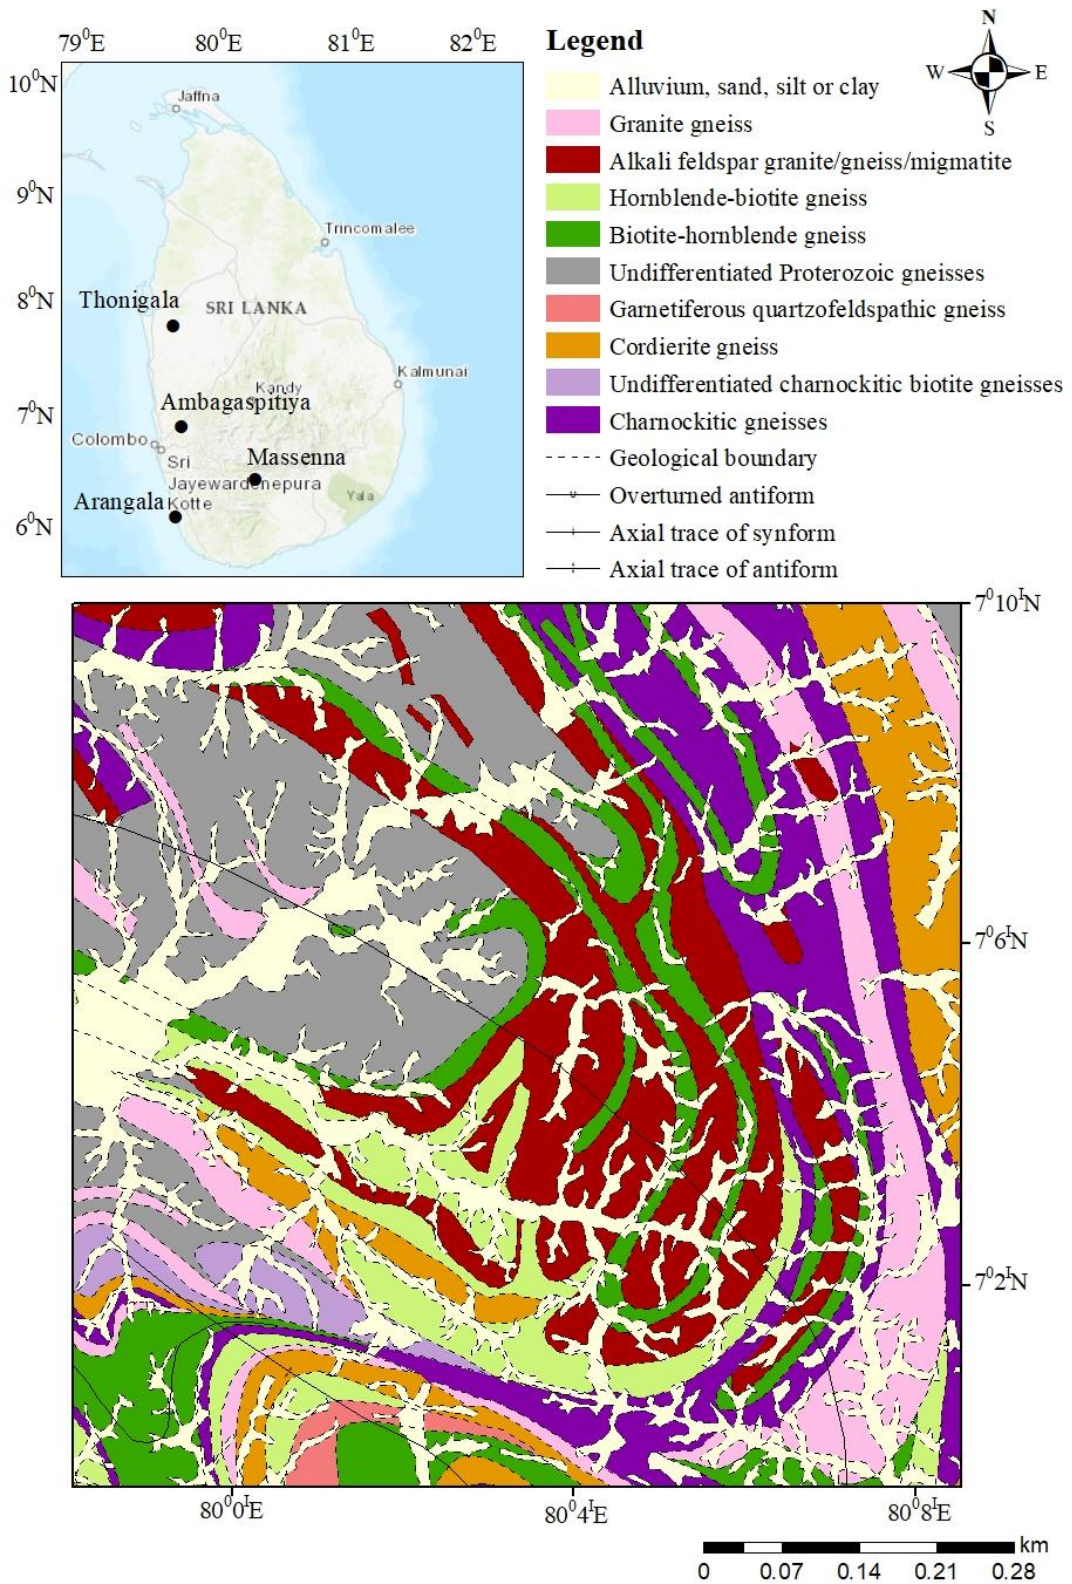 79⁰E 80⁰E 81⁰E 82⁰E
10⁰N
9⁰N
8⁰N
7⁰N
6⁰N
Jaffna
Trincomalee
Thonigala
SRI LANKA
Kalmunai
Kandy
Ambagaspitiya
Colombo
Sri
Massenna
Jayewardenepura
Arangala
Kotte
Yala
Legend
N
W E
S
Alluvium, sand, silt or clay
Granite gneiss
Alkali feldspar granite/gneiss/migmatite
Hornblende-biotite gneiss
Biotite-hornblende gneiss
Undifferentiated Proterozoic gneisses
Garnetiferous quartzofeldspathic gneiss
Cordierite gneiss
Undifferentiated charnockitic biotite gneisses
Charnockitic gneisses
Geological boundary
Overturned antiform
Axial trace of synform
Axial trace of antiform
7⁰10ᴵN
7⁰6ᴵN
7⁰2ᴵN
80⁰0ᴵE 80⁰4ᴵE 80⁰8ᴵE
km
0 0.07 0.14 0.21 0.28